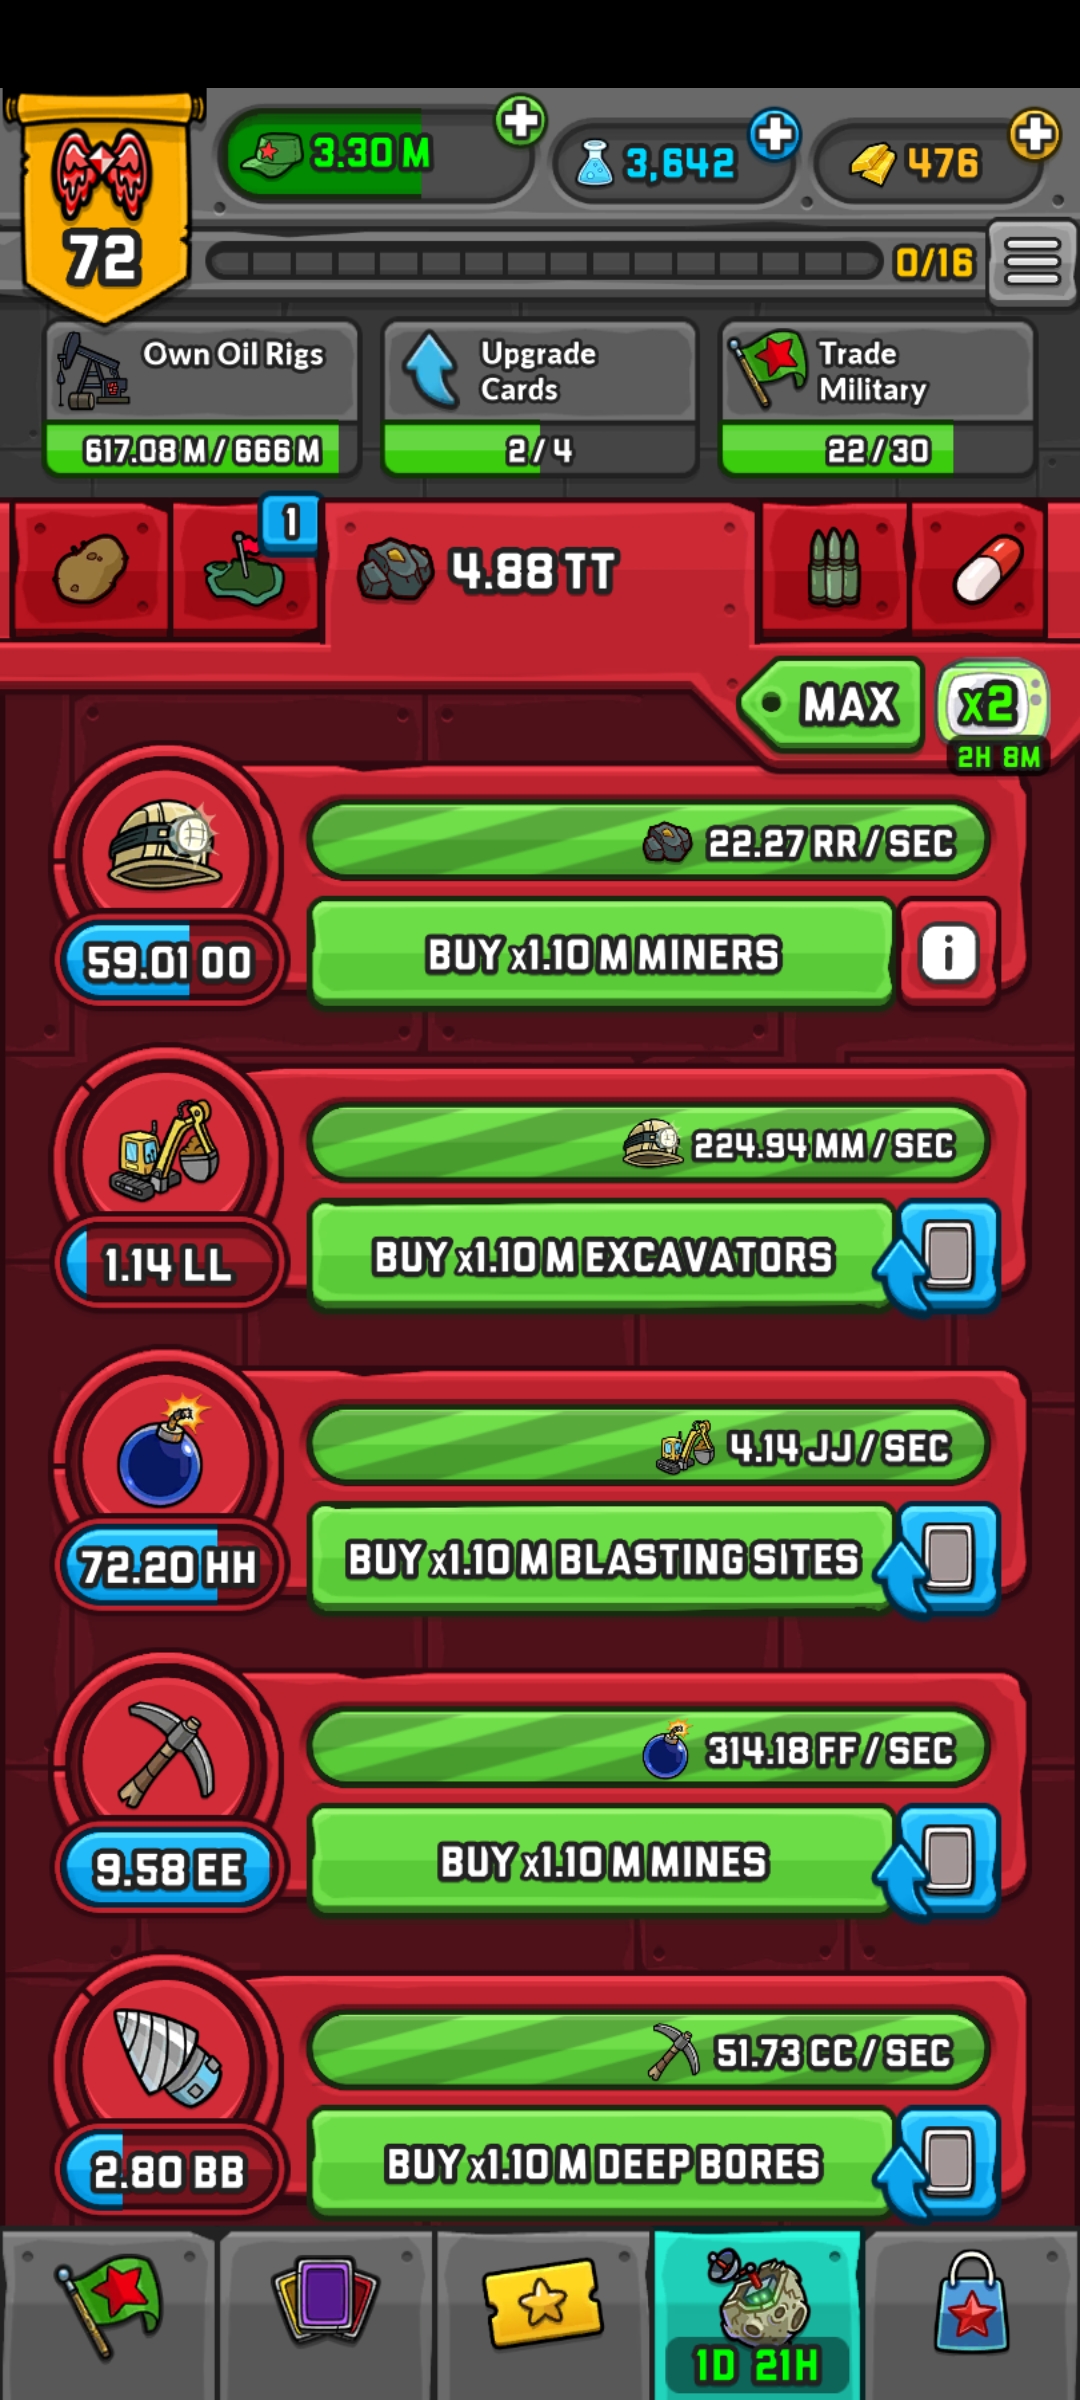 3.30 M
3,642
476
72
0/16
Own Oil Rigs
617.08 M / 666 M
Upgrade
Cards
2 / 4
Trade
Military
22 / 30
1
4.88 TT
MAX
x2
2H 8M
22.27 RR / SEC
59.01 OO
BUY x1.10 M MINERS
i
224.94 MM / SEC
1.14 LL
BUY x1.10 M EXCAVATORS
4.14 JJ / SEC
72.20 HH
BUY x1.10 M BLASTING SITES
314.18 FF / SEC
9.58 EE
BUY x1.10 M MINES
51.73 CC / SEC
2.80 BB
BUY x1.10 M DEEP BORES
1D 21H